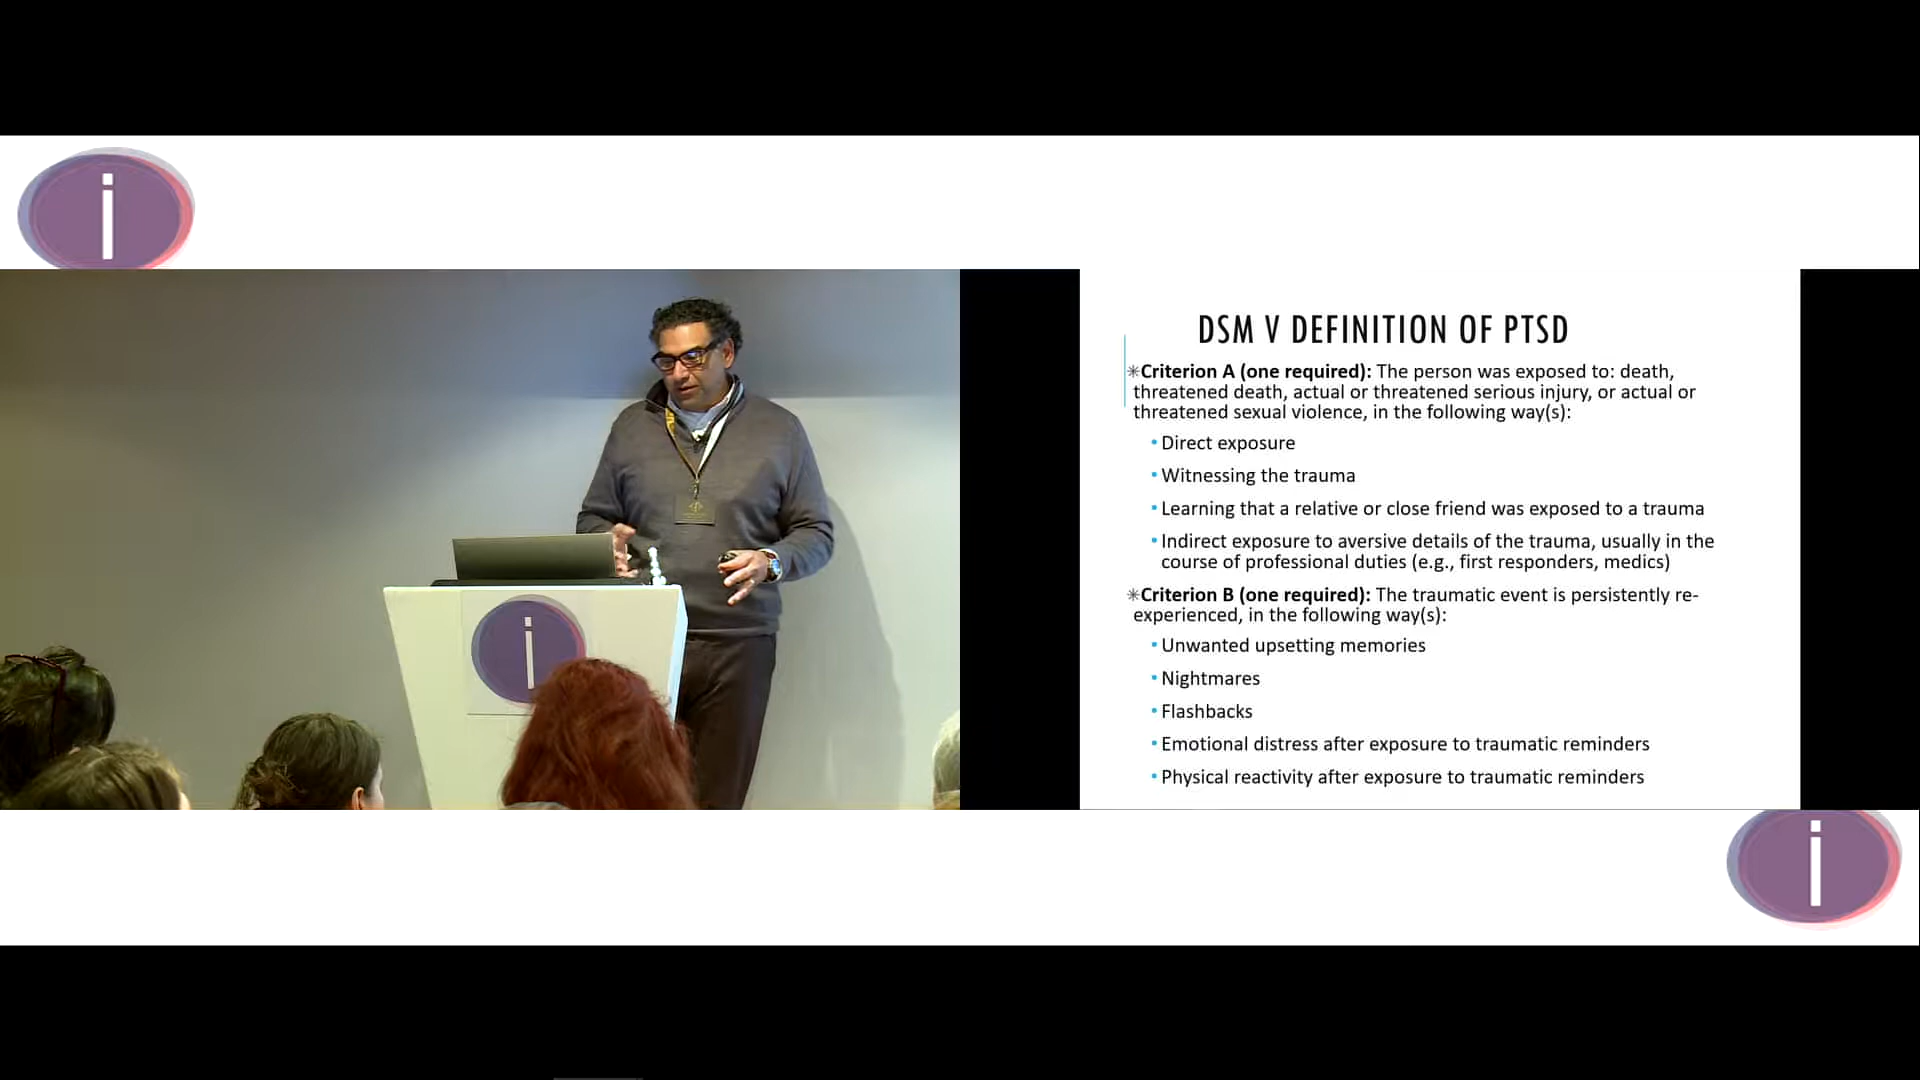 i
DSM V DEFINITION OF PTSD
✳Criterion A (one required): The person was exposed to: death,
threatened death, actual or threatened serious injury, or actual or
threatened sexual violence, in the following way(s):
• Direct exposure
• Witnessing the trauma
• Learning that a relative or close friend was exposed to a trauma
• Indirect exposure to aversive details of the trauma, usually in the
course of professional duties (e.g., first responders, medics)
✳Criterion B (one required): The traumatic event is persistently re-
experienced, in the following way(s):
• Unwanted upsetting memories
• Nightmares
• Flashbacks
• Emotional distress after exposure to traumatic reminders
• Physical reactivity after exposure to traumatic reminders
i
i